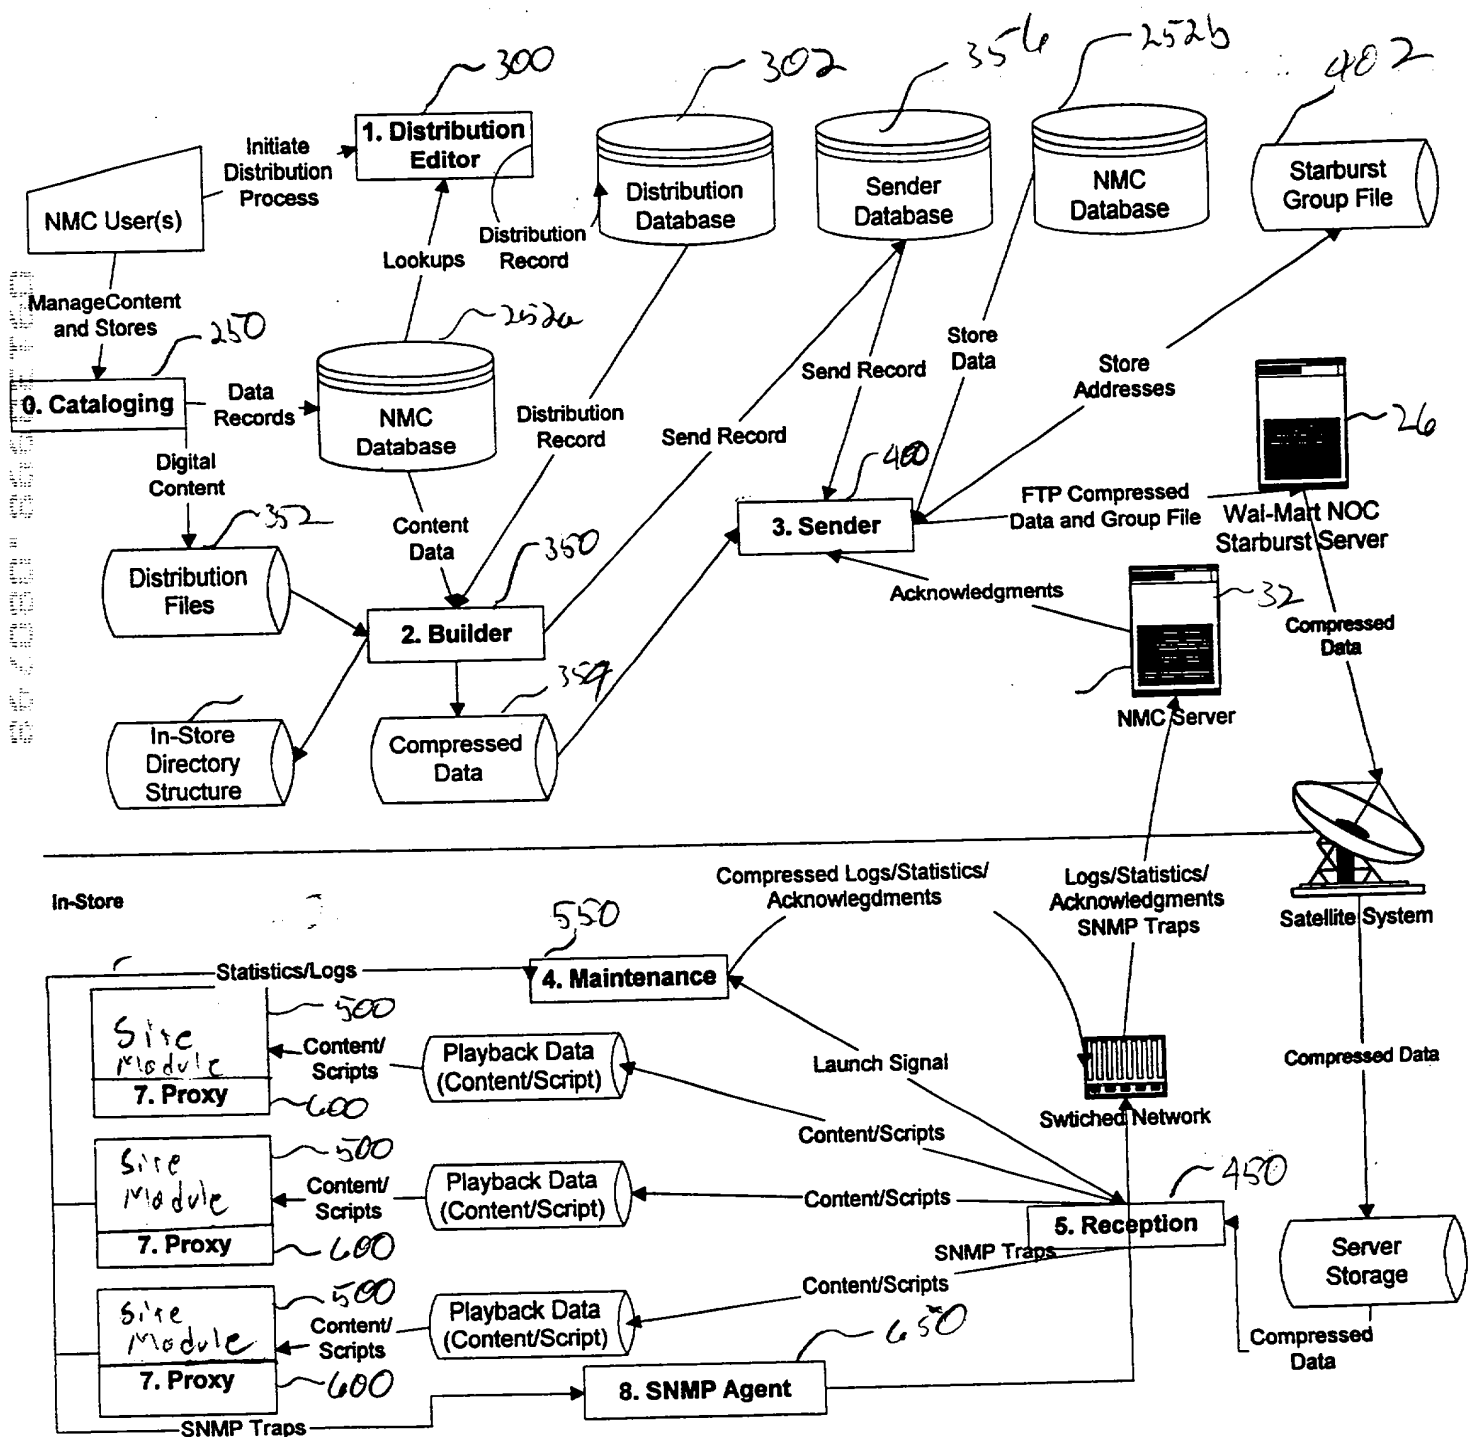 300
302
356
252b
402
1. Distribution
Editor
Initiate
Distribution
Process
NMC User(s)
Distribution
Database
Sender
Database
NMC
Database
Starburst
Group File
Lookups
Distribution
Record
ManageContent
and Stores
250
252a
0. Cataloging
Data
Records
NMC
Database
Distribution
Record
Send Record
Send Record
Store
Data
Store
Addresses
26
Digital
Content
352
Content
Data
350
400
3. Sender
FTP Compressed
Data and Group File
Wal-Mart NOC
Starburst Server
Distribution
Files
2. Builder
Acknowledgments
32
Compressed
Data
354
NMC Server
In-Store
Directory
Structure
Compressed
Data
In-Store
Compressed Logs/Statistics/
Acknowlegdments
Logs/Statistics/
Acknowledgments
SNMP Traps
Satellite System
550
Statistics/Logs
4. Maintenance
500
Site
Module
Content/
Scripts
Playback Data
(Content/Script)
7. Proxy
600
Launch Signal
Swtiched Network
Compressed Data
Content/Scripts
500
Site
Module
Content/
Scripts
Playback Data
(Content/Script)
Content/Scripts
450
5. Reception
7. Proxy
600
SNMP Traps
Server
Storage
500
Site
Module
Content/
Scripts
Playback Data
(Content/Script)
Content/Scripts
650
Compressed
Data
7. Proxy
600
8. SNMP Agent
SNMP Traps